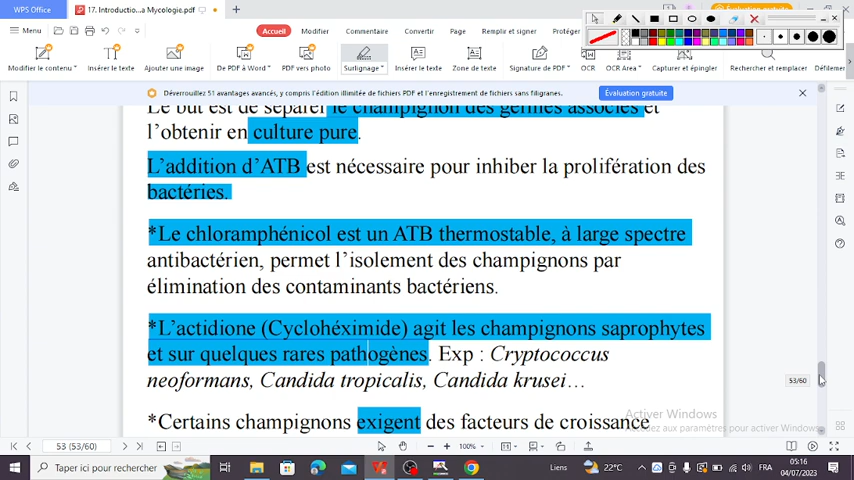 WPS Office
17. Introductio...a Mycologie.pdf
Menu
Accueil
Modifier
Commentaire
Convertir
Page
Remplir et signer
Protéger
Modifier le contenu
Insérer le texte
Ajouter une image
De PDF à Word
PDF vers photo
Surlignage
Insérer le texte
Zone de texte
Signature de PDF
OCR
OCR Area
Capturer et épingler
Rechercher et remplacer
Déverrouillez 51 avantages avancés, y compris l'édition illimitée de fichiers PDF et l'enregistrement de fichiers sans filigranes.
Évaluation gratuite
Le but est de séparer le champignon des germes associés et
l'obtenir en culture pure.
L'addition d'ATB est nécessaire pour inhiber la prolifération des
bactéries.
*Le chloramphénicol est un ATB thermostable, à large spectre
antibactérien, permet l'isolement des champignons par
élimination des contaminants bactériens.
*L'actidione (Cyclohéximide) agit les champignons saprophytes
et sur quelques rares pathogènes. Exp : Cryptococcus
neoformans, Candida tropicalis, Candida krusei…
*Certains champignons exigent des facteurs de croissance
53/60
Activer Windows
Accédez aux paramètres pour activer Windows
53 (53/60)
100%
Taper ici pour rechercher
Liens
22°C
FRA
05:16
04/07/2023